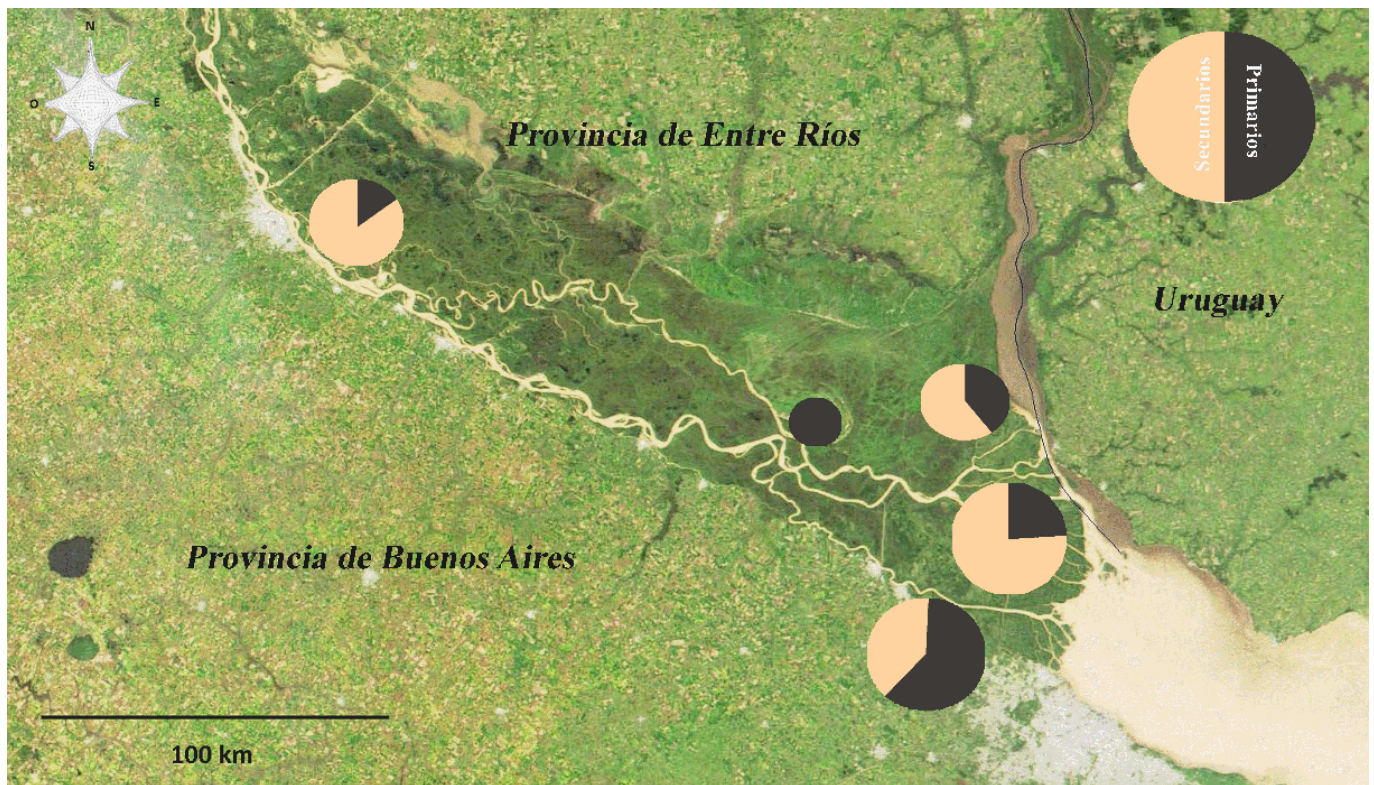 N
O
E
S
Provincia de Entre Ríos
Secundarios
Primarios
Uruguay
Provincia de Buenos Aires
100 km